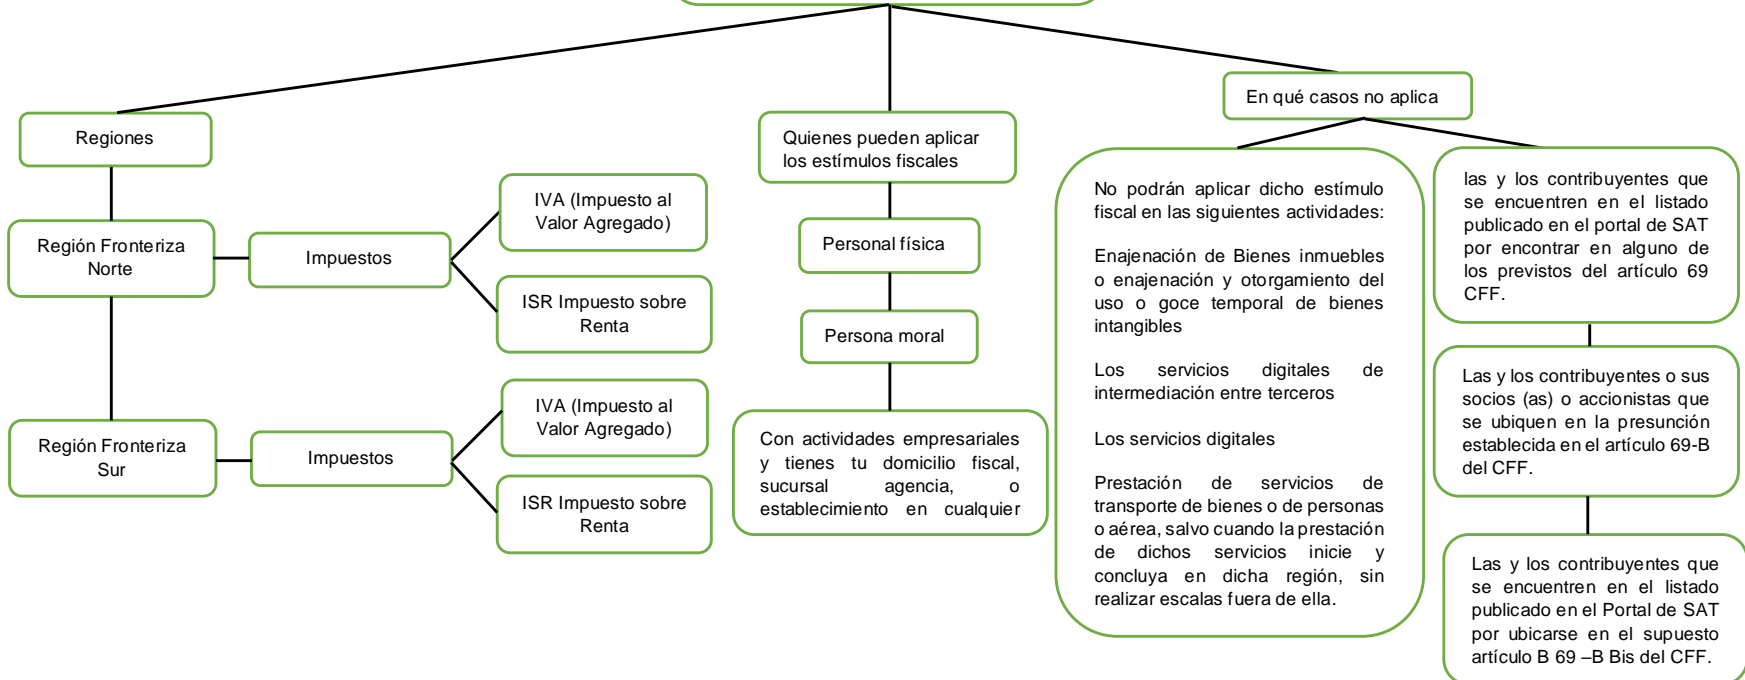 Regiones
Región Fronteriza
Norte
Impuestos
IVA (Impuesto al
Valor Agregado)
ISR Impuesto sobre
Renta
Región Fronteriza
Sur
Impuestos
IVA (Impuesto al
Valor Agregado)
ISR Impuesto sobre
Renta
Quienes pueden aplicar
los estímulos fiscales
Personal física
Persona moral
Con actividades empresariales
y tienes tu domicilio fiscal,
sucursal agencia, o
establecimiento en cualquier
En qué casos no aplica
No podrán aplicar dicho estímulo
fiscal en las siguientes actividades:
Enajenación de Bienes inmuebles
o enajenación y otorgamiento del
uso o goce temporal de bienes
intangibles
Los servicios digitales de
intermediación entre terceros
Los servicios digitales
Prestación de servicios de
transporte de bienes o de personas
o aérea, salvo cuando la prestación
de dichos servicios inicie y
concluya en dicha región, sin
realizar escalas fuera de ella.
las y los contribuyentes que
se encuentren en el listado
publicado en el portal de SAT
por encontrar en alguno de
los previstos del artículo 69
CFF.
Las y los contribuyentes o sus
socios (as) o accionistas que
se ubiquen en la presunción
establecida en el artículo 69-B
del CFF.
Las y los contribuyentes que
se encuentren en el listado
publicado en el Portal de SAT
por ubicarse en el supuesto
artículo B 69 –B Bis del CFF.